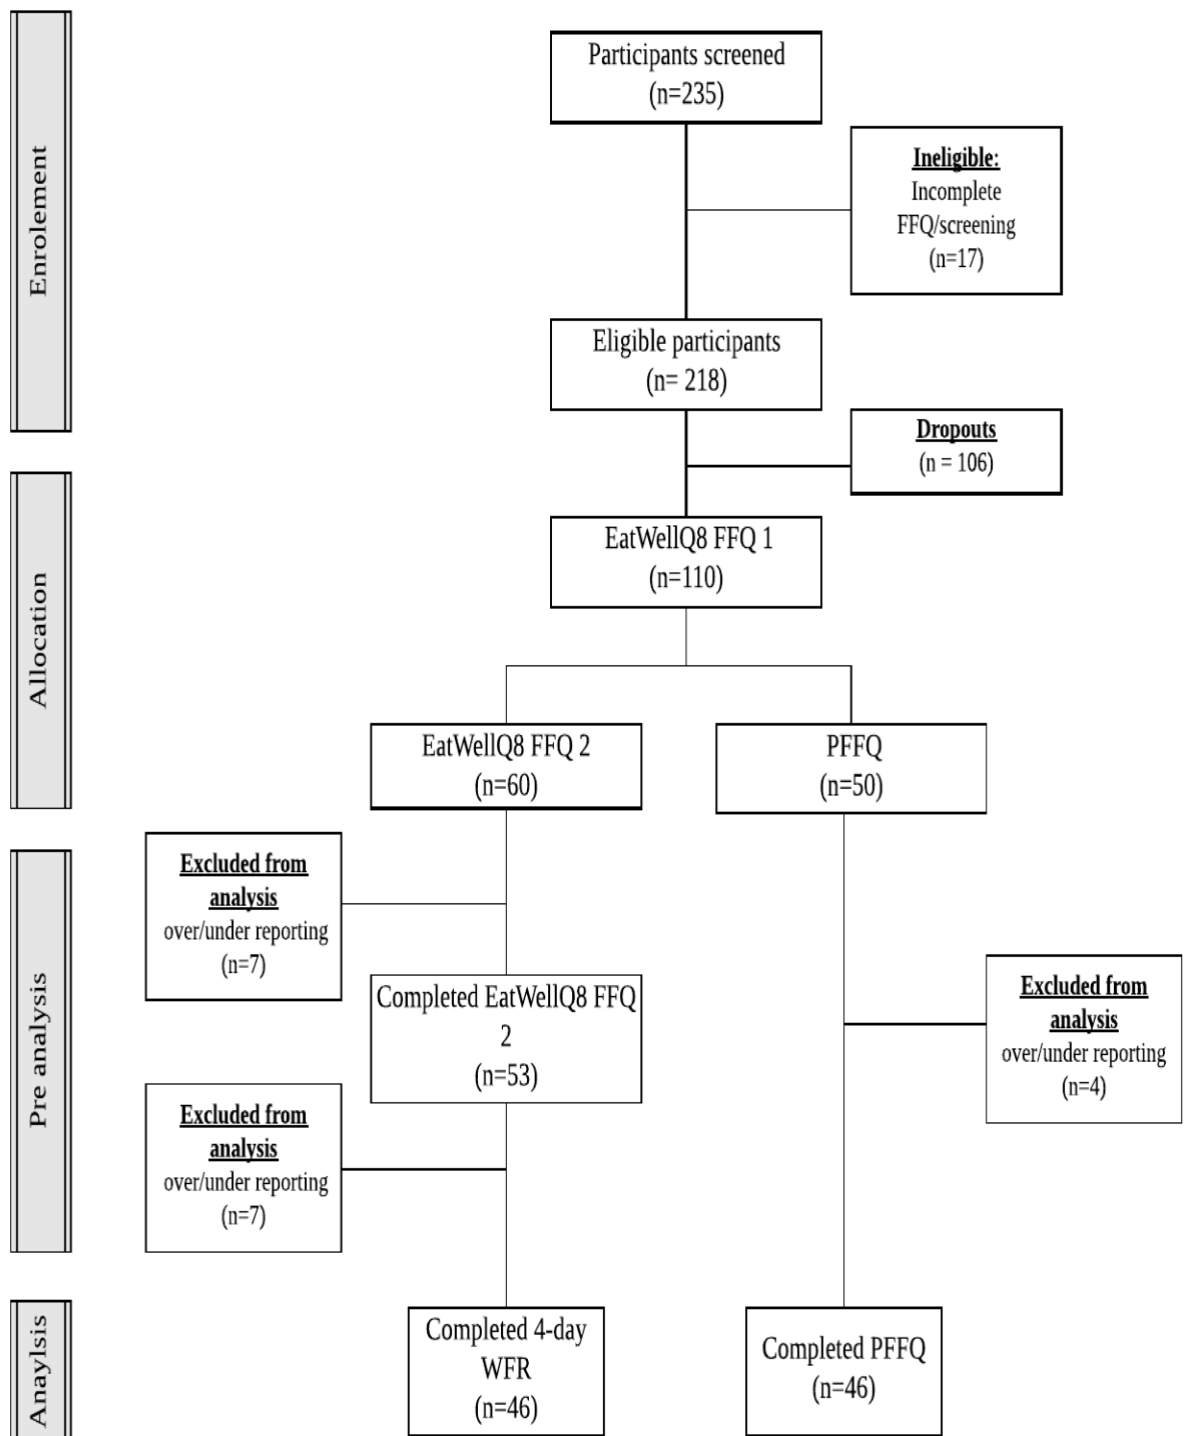 Enrolement
Participants screened
(n=235)
Ineligible:
Incomplete
FFQ/screening
(n=17)
Eligible participants
(n= 218)
Dropouts
(n = 106)
Allocation
EatWellQ8 FFQ 1
(n=110)
EatWellQ8 FFQ 2
(n=60)
PFFQ
(n=50)
Pre analysis
Excluded from
analysis
over/under reporting
(n=7)
Completed EatWellQ8 FFQ
2
(n=53)
Excluded from
analysis
over/under reporting
(n=4)
Excluded from
analysis
over/under reporting
(n=7)
Anaylsis
Completed 4-day
WFR
(n=46)
Completed PFFQ
(n=46)